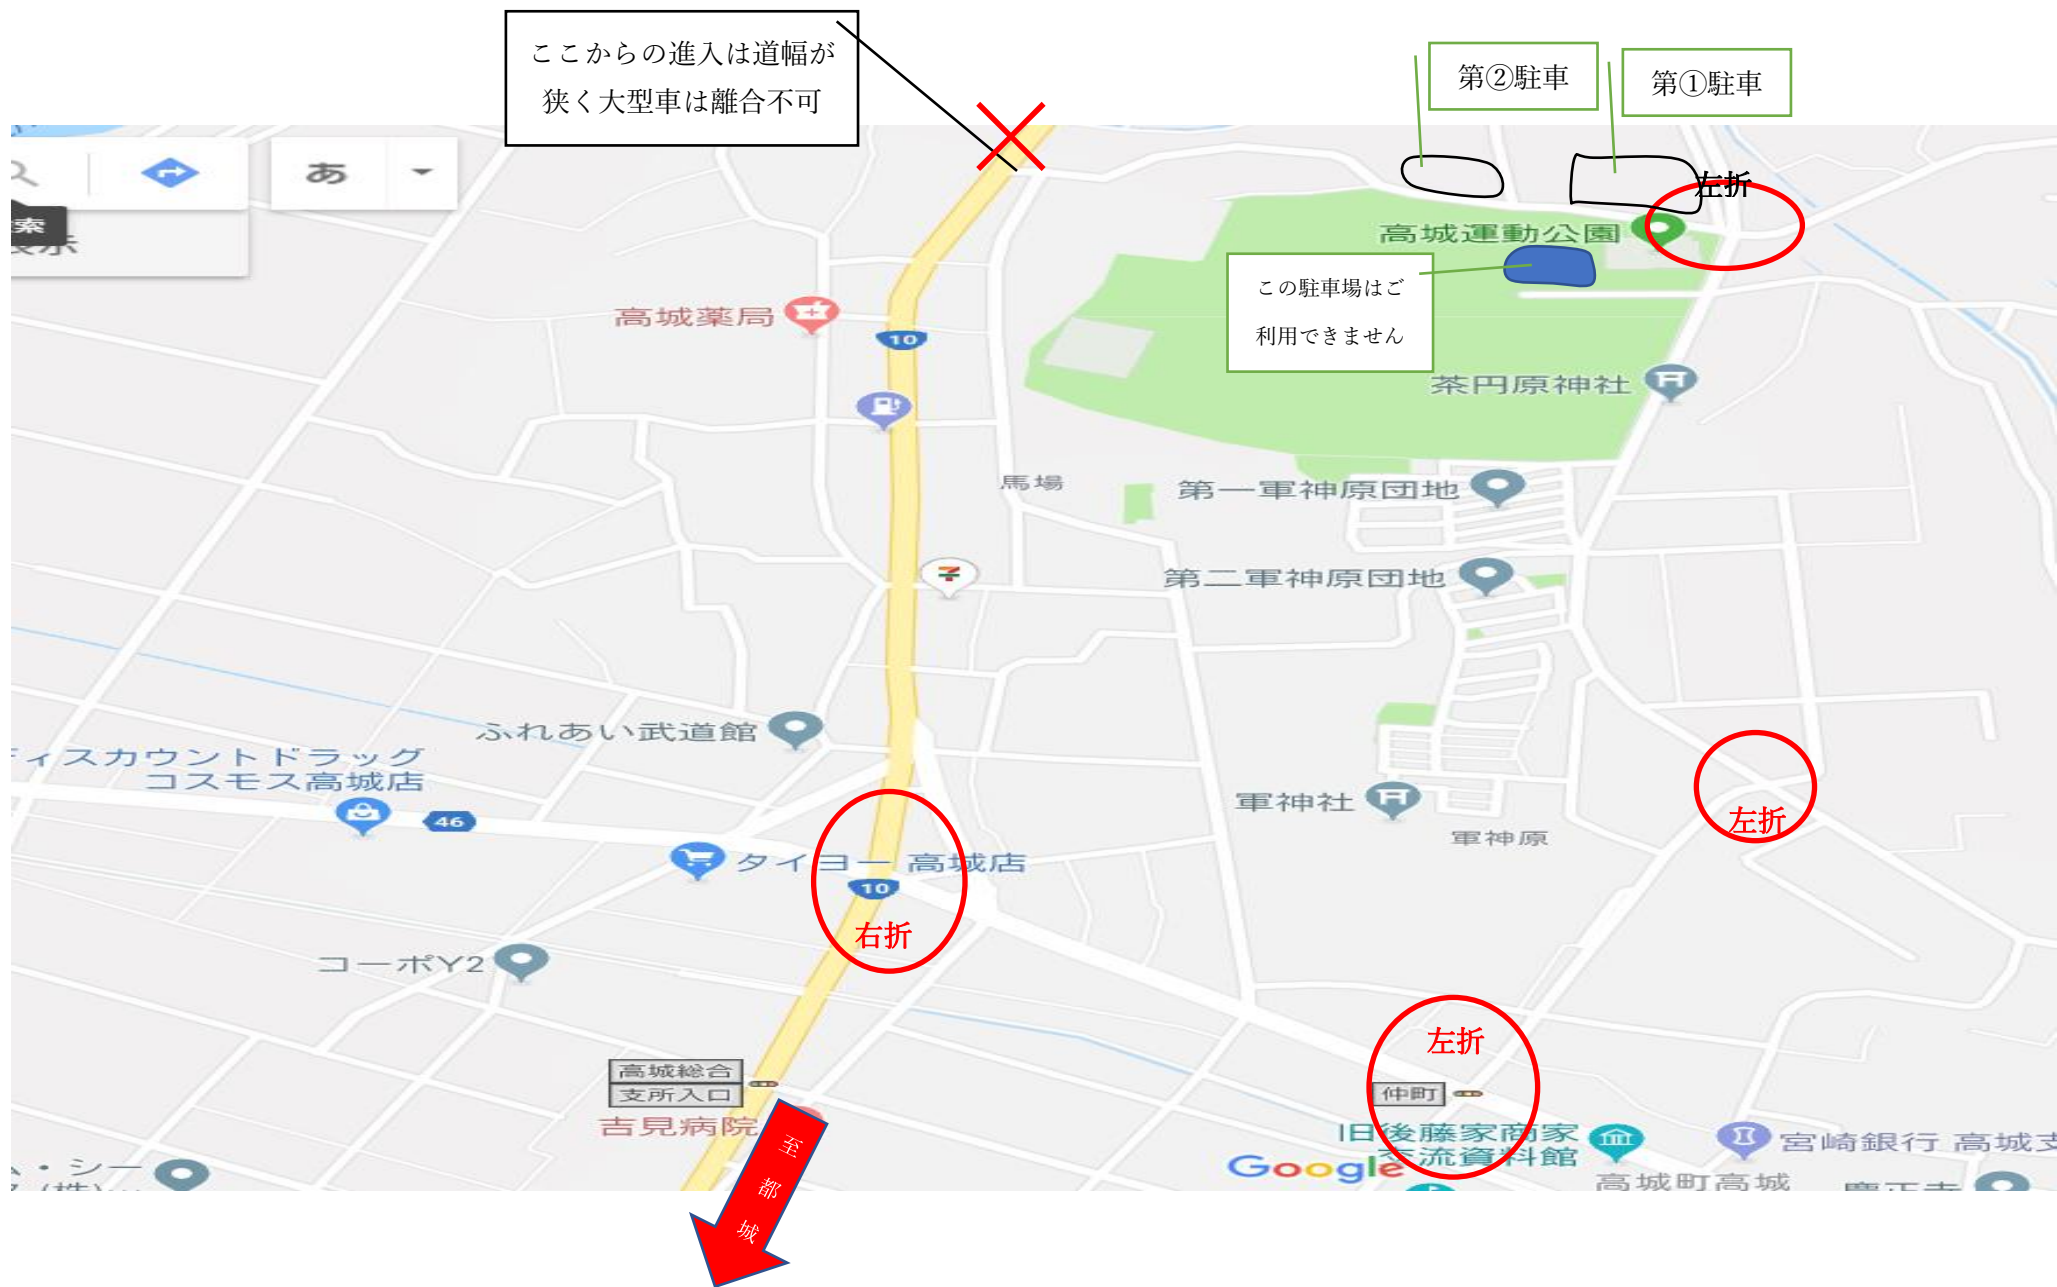 ここからの進入は道幅が
狭く大型車は離合不可
第②駐車
第①駐車
あ
索
表示
左折
高城運動公園
この駐車場はご
利用できません
高城薬局
10
茶円原神社
馬場
第一軍神原団地
第二軍神原団地
ふれあい武道館
ディスカウントドラッグ
コスモス高城店
46
タイヨー 高城店
10
右折
軍神社
軍神原
左折
コーポY2
左折
高城総合
支所入口
仲町
吉見病院
至都城
旧後藤家商家
交流資料館
宮崎銀行 高城支
Google
高城町高城
ム・シー